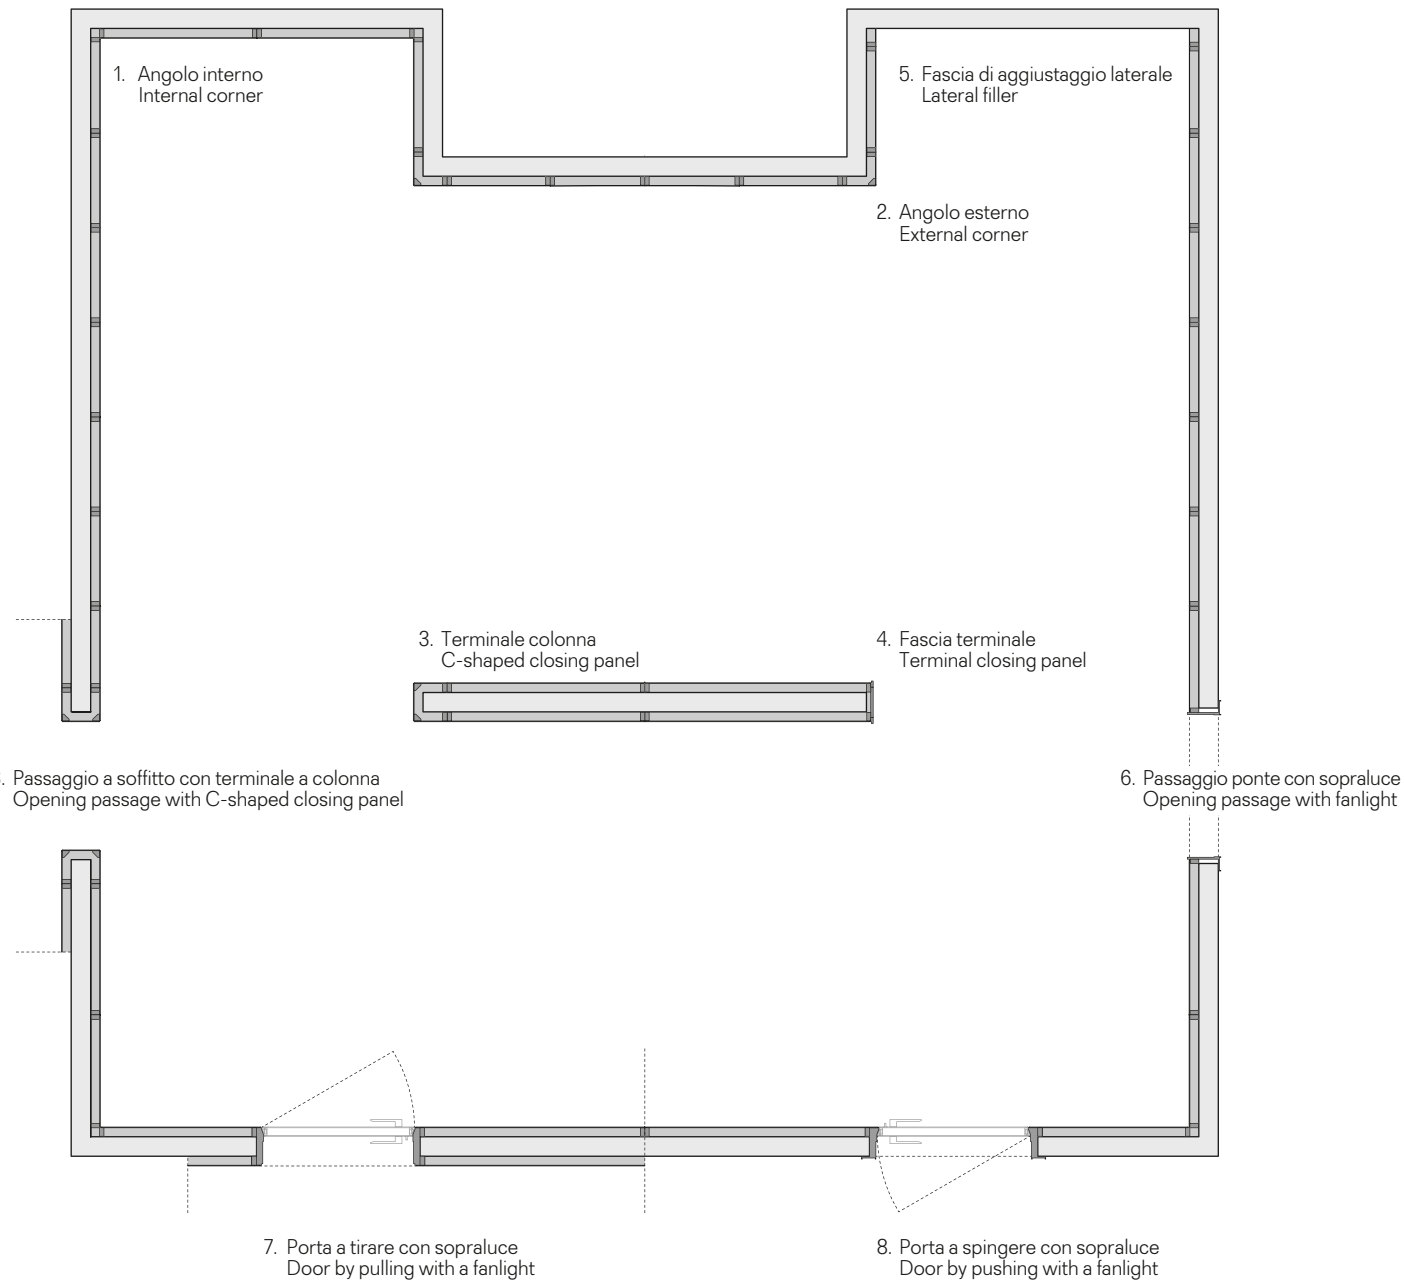 1. Angolo interno
Internal corner
5. Fascia di aggiustaggio laterale
Lateral filler
2. Angolo esterno
External corner
3. Terminale colonna
C-shaped closing panel
4. Fascia terminale
Terminal closing panel
. Passaggio a soffitto con terminale a colonna
Opening passage with C-shaped closing panel
6. Passaggio ponte con sopraluce
Opening passage with fanlight
7. Porta a tirare con sopraluce
Door by pulling with a fanlight
8. Porta a spingere con sopraluce
Door by pushing with a fanlight